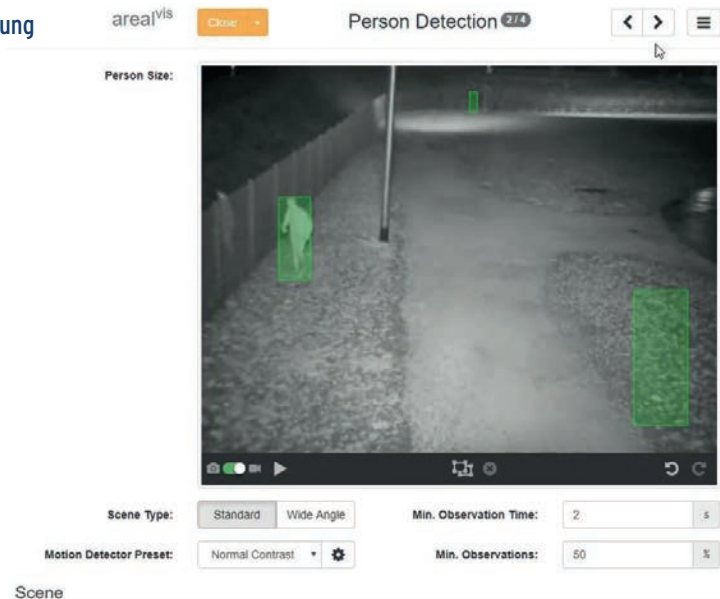 ung
arealvis
Close
Person Detection 2/4
Person Size:
Scene Type:
Standard
Wide Angle
Min. Observation Time:
2
s
Motion Detector Preset:
Normal Contrast
Min. Observations:
50
%
Scene